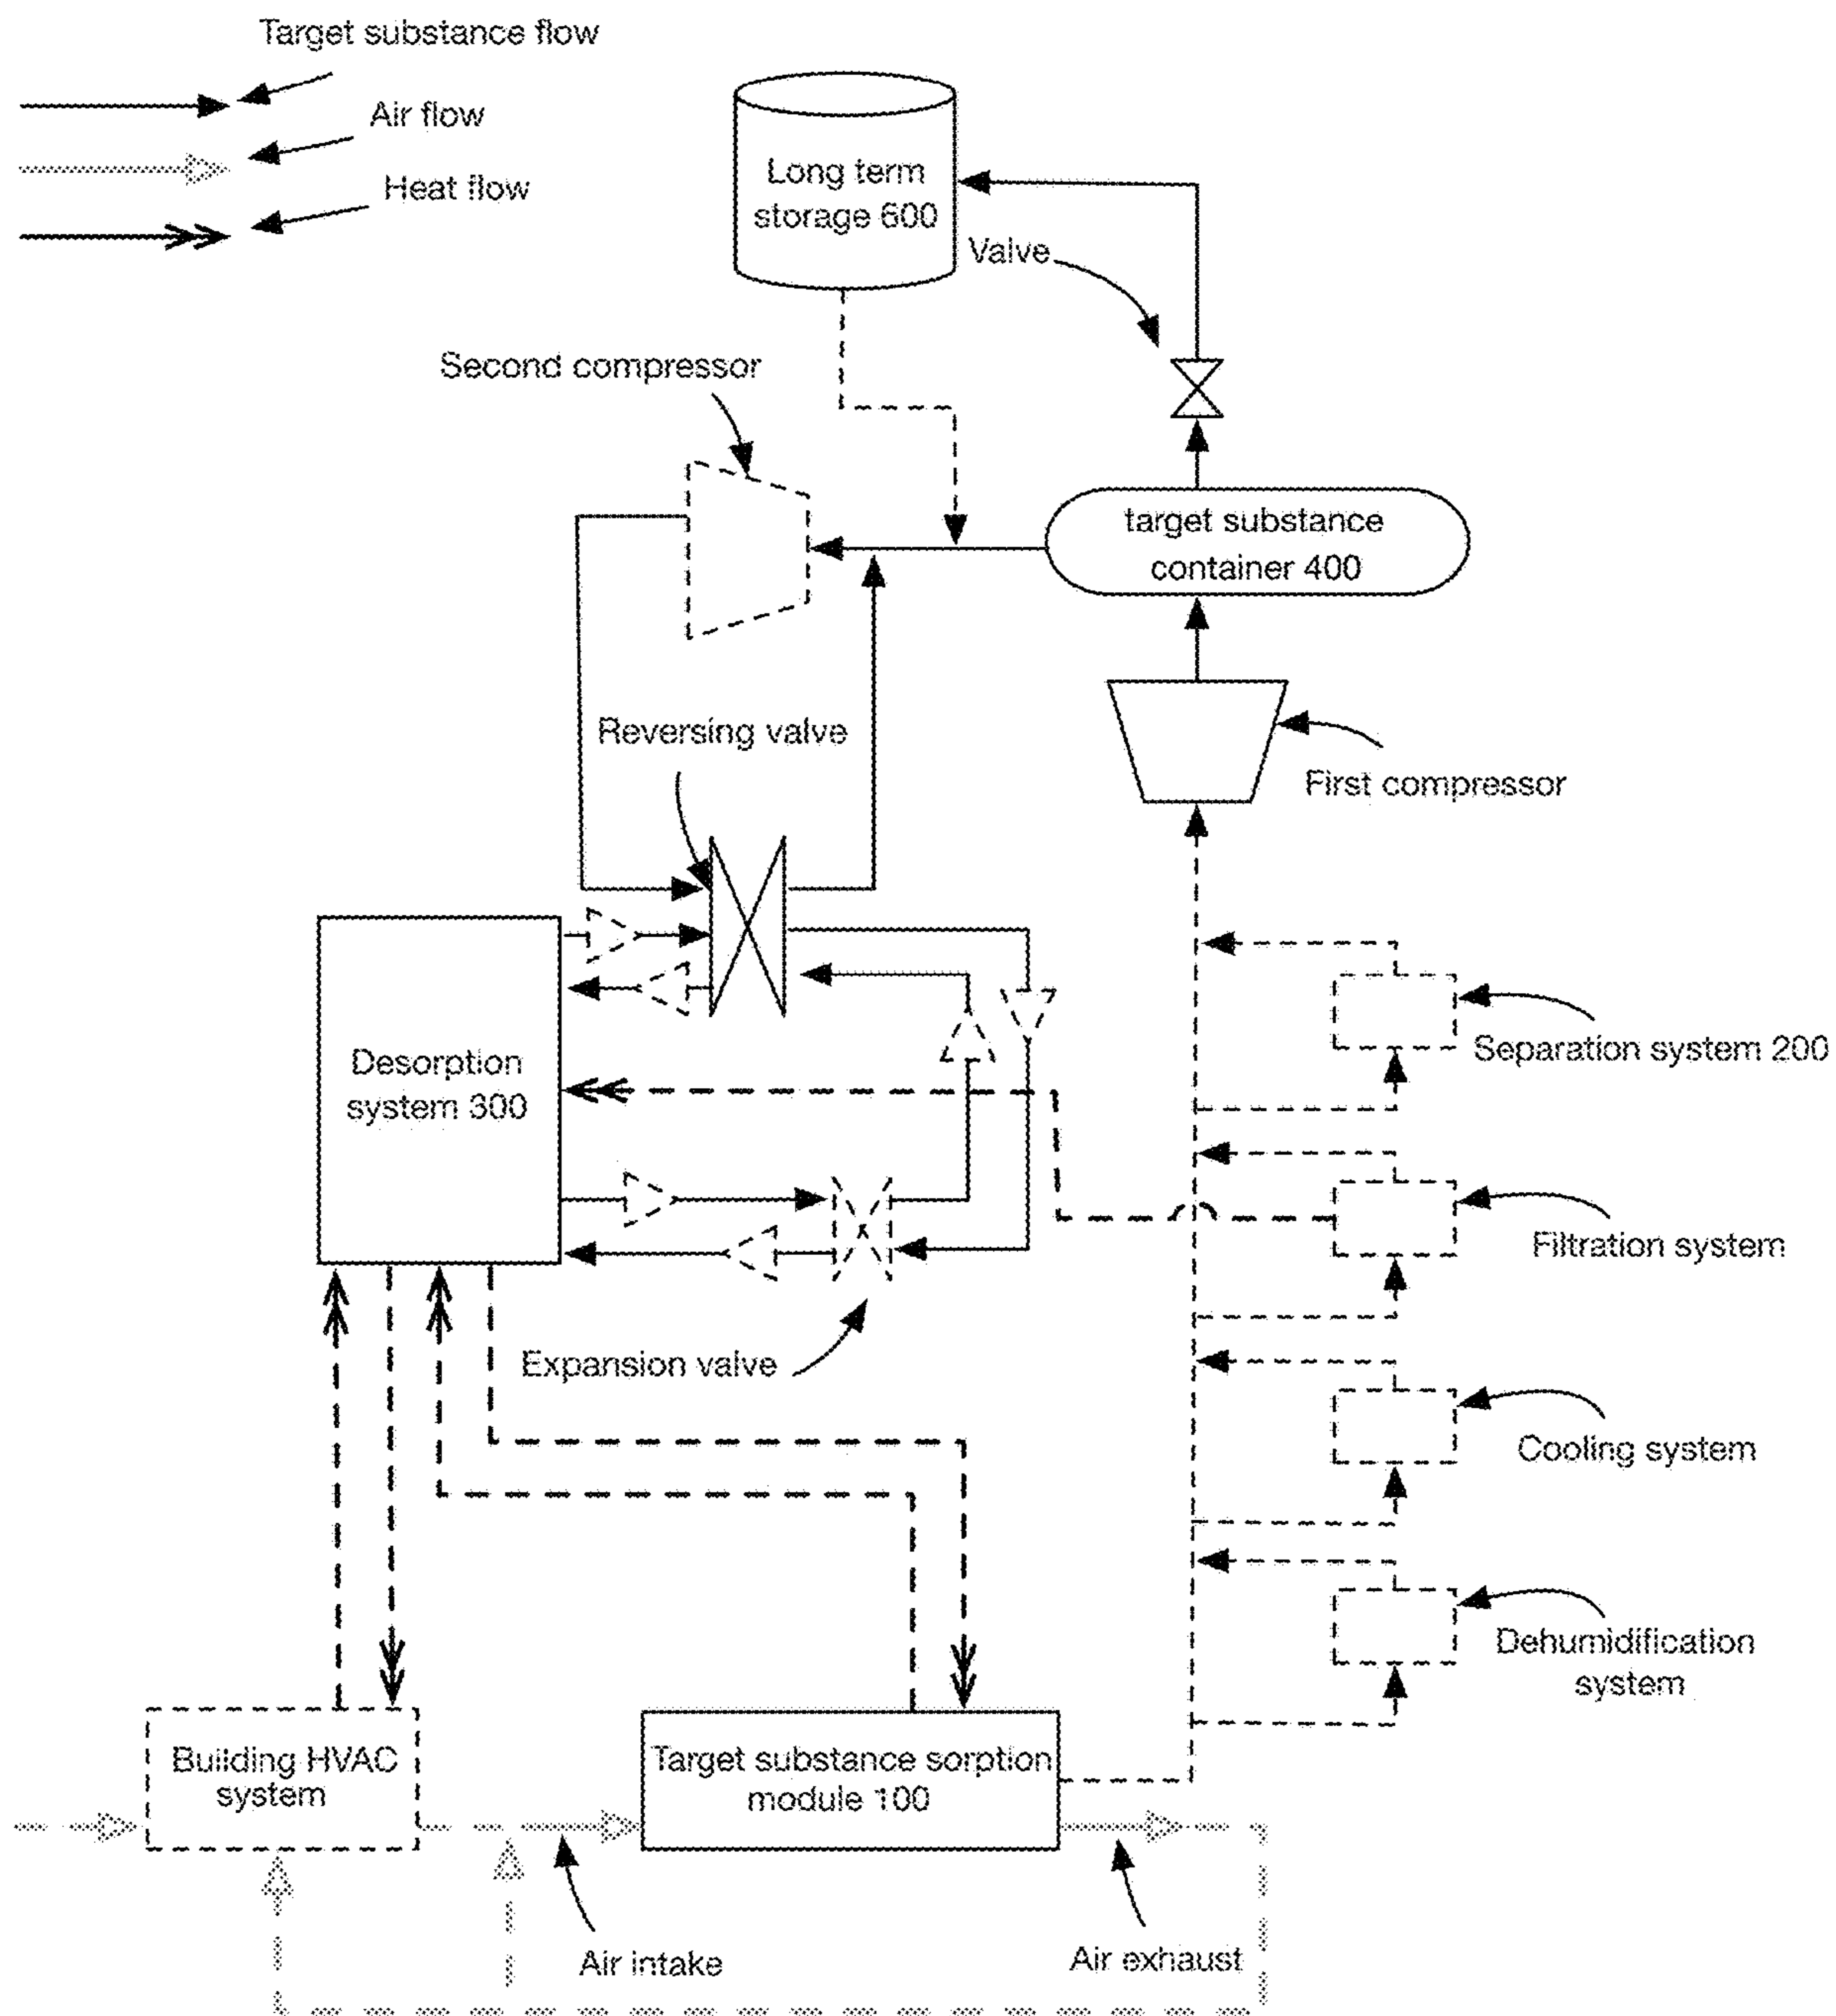 Target substance flow
Air flow
Heat flow
Long term
storage 600
Valve
Second compressor
target substance
container 400
Reversing valve
First compressor
Separation system 200
Desorption
system 300
Filtration system
Expansion valve
Cooling system
Dehumidification
system
Building HVAC
system
Target substance sorption
module 100
Air intake
Air exhaust